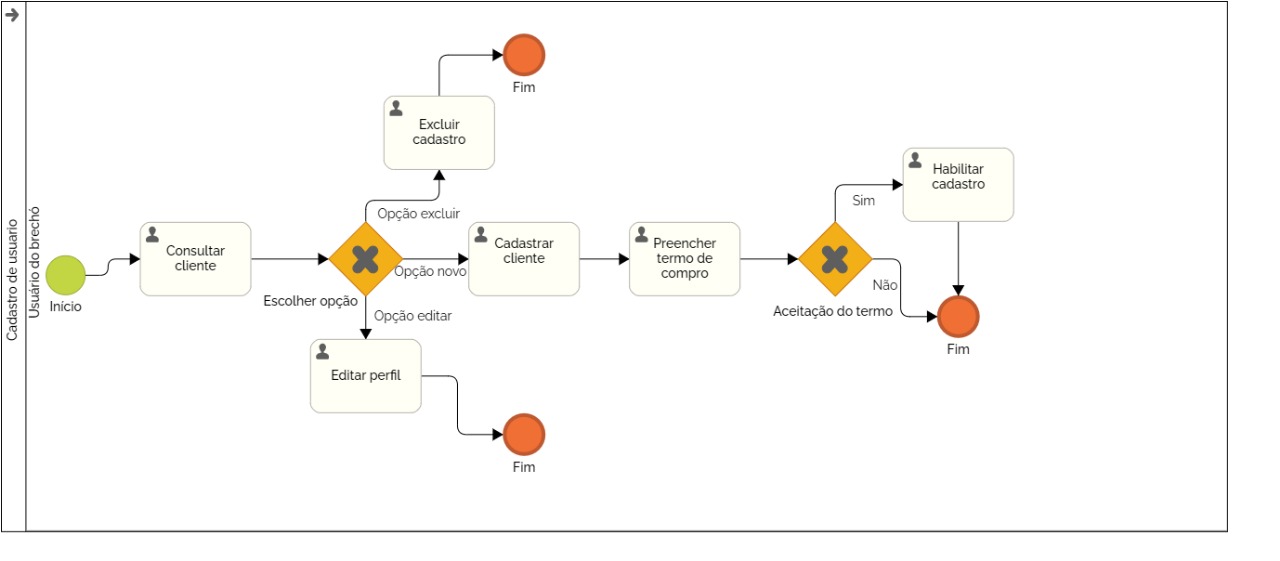 Cadastro de usuario
Usuário do brechó
Início
Consultar
cliente
Escolher opção
Opção excluir
Excluir
cadastro
Fim
Opção novo
Cadastrar
cliente
Preencher
termo de
compro
Aceitação do termo
Sim
Habilitar
cadastro
Não
Fim
Opção editar
Editar perfil
Fim